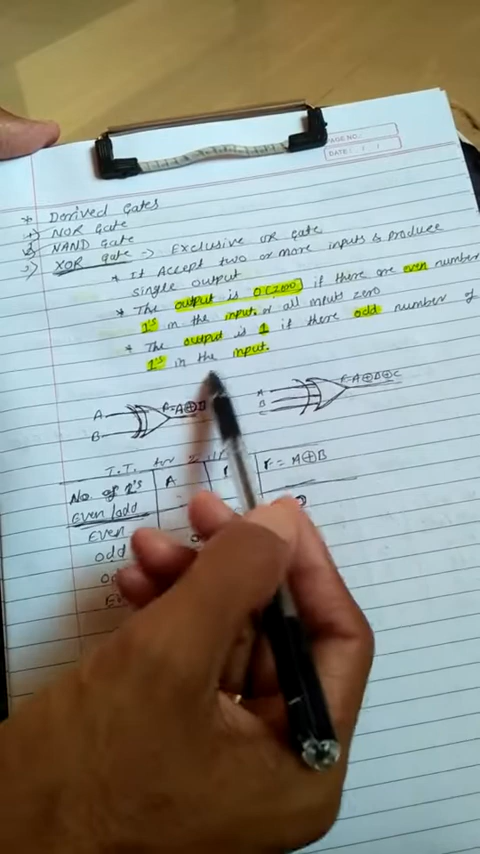 PAGE NO.
DATE: / /
* Derived Gates
1) NOR Gate
2) NAND Gate
3) XOR gate :-) Exclusive OR gate
* It Accept two or more inputs & produce
single output
* The output is 0 (zero) if there are even number
1's in the input. or all inputs zero
* The output is 1 if there odd number of
1's in the input.
A
B
F=A⊕B
A
B
C
F=A⊕B⊕C
T.T. for
No of 1's
Even/odd
A
F = A⊕B
Even
odd